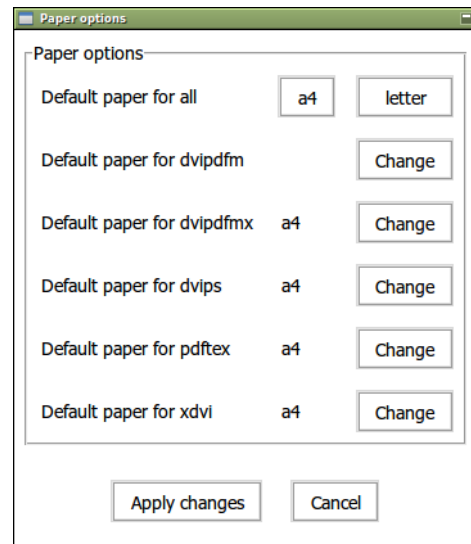 Paper options
Paper options
Default paper for all a4 letter
Default paper for dvipdfm Change
Default paper for dvipdfmx a4 Change
Default paper for dvips a4 Change
Default paper for pdftex a4 Change
Default paper for xdvi a4 Change
Apply changes Cancel